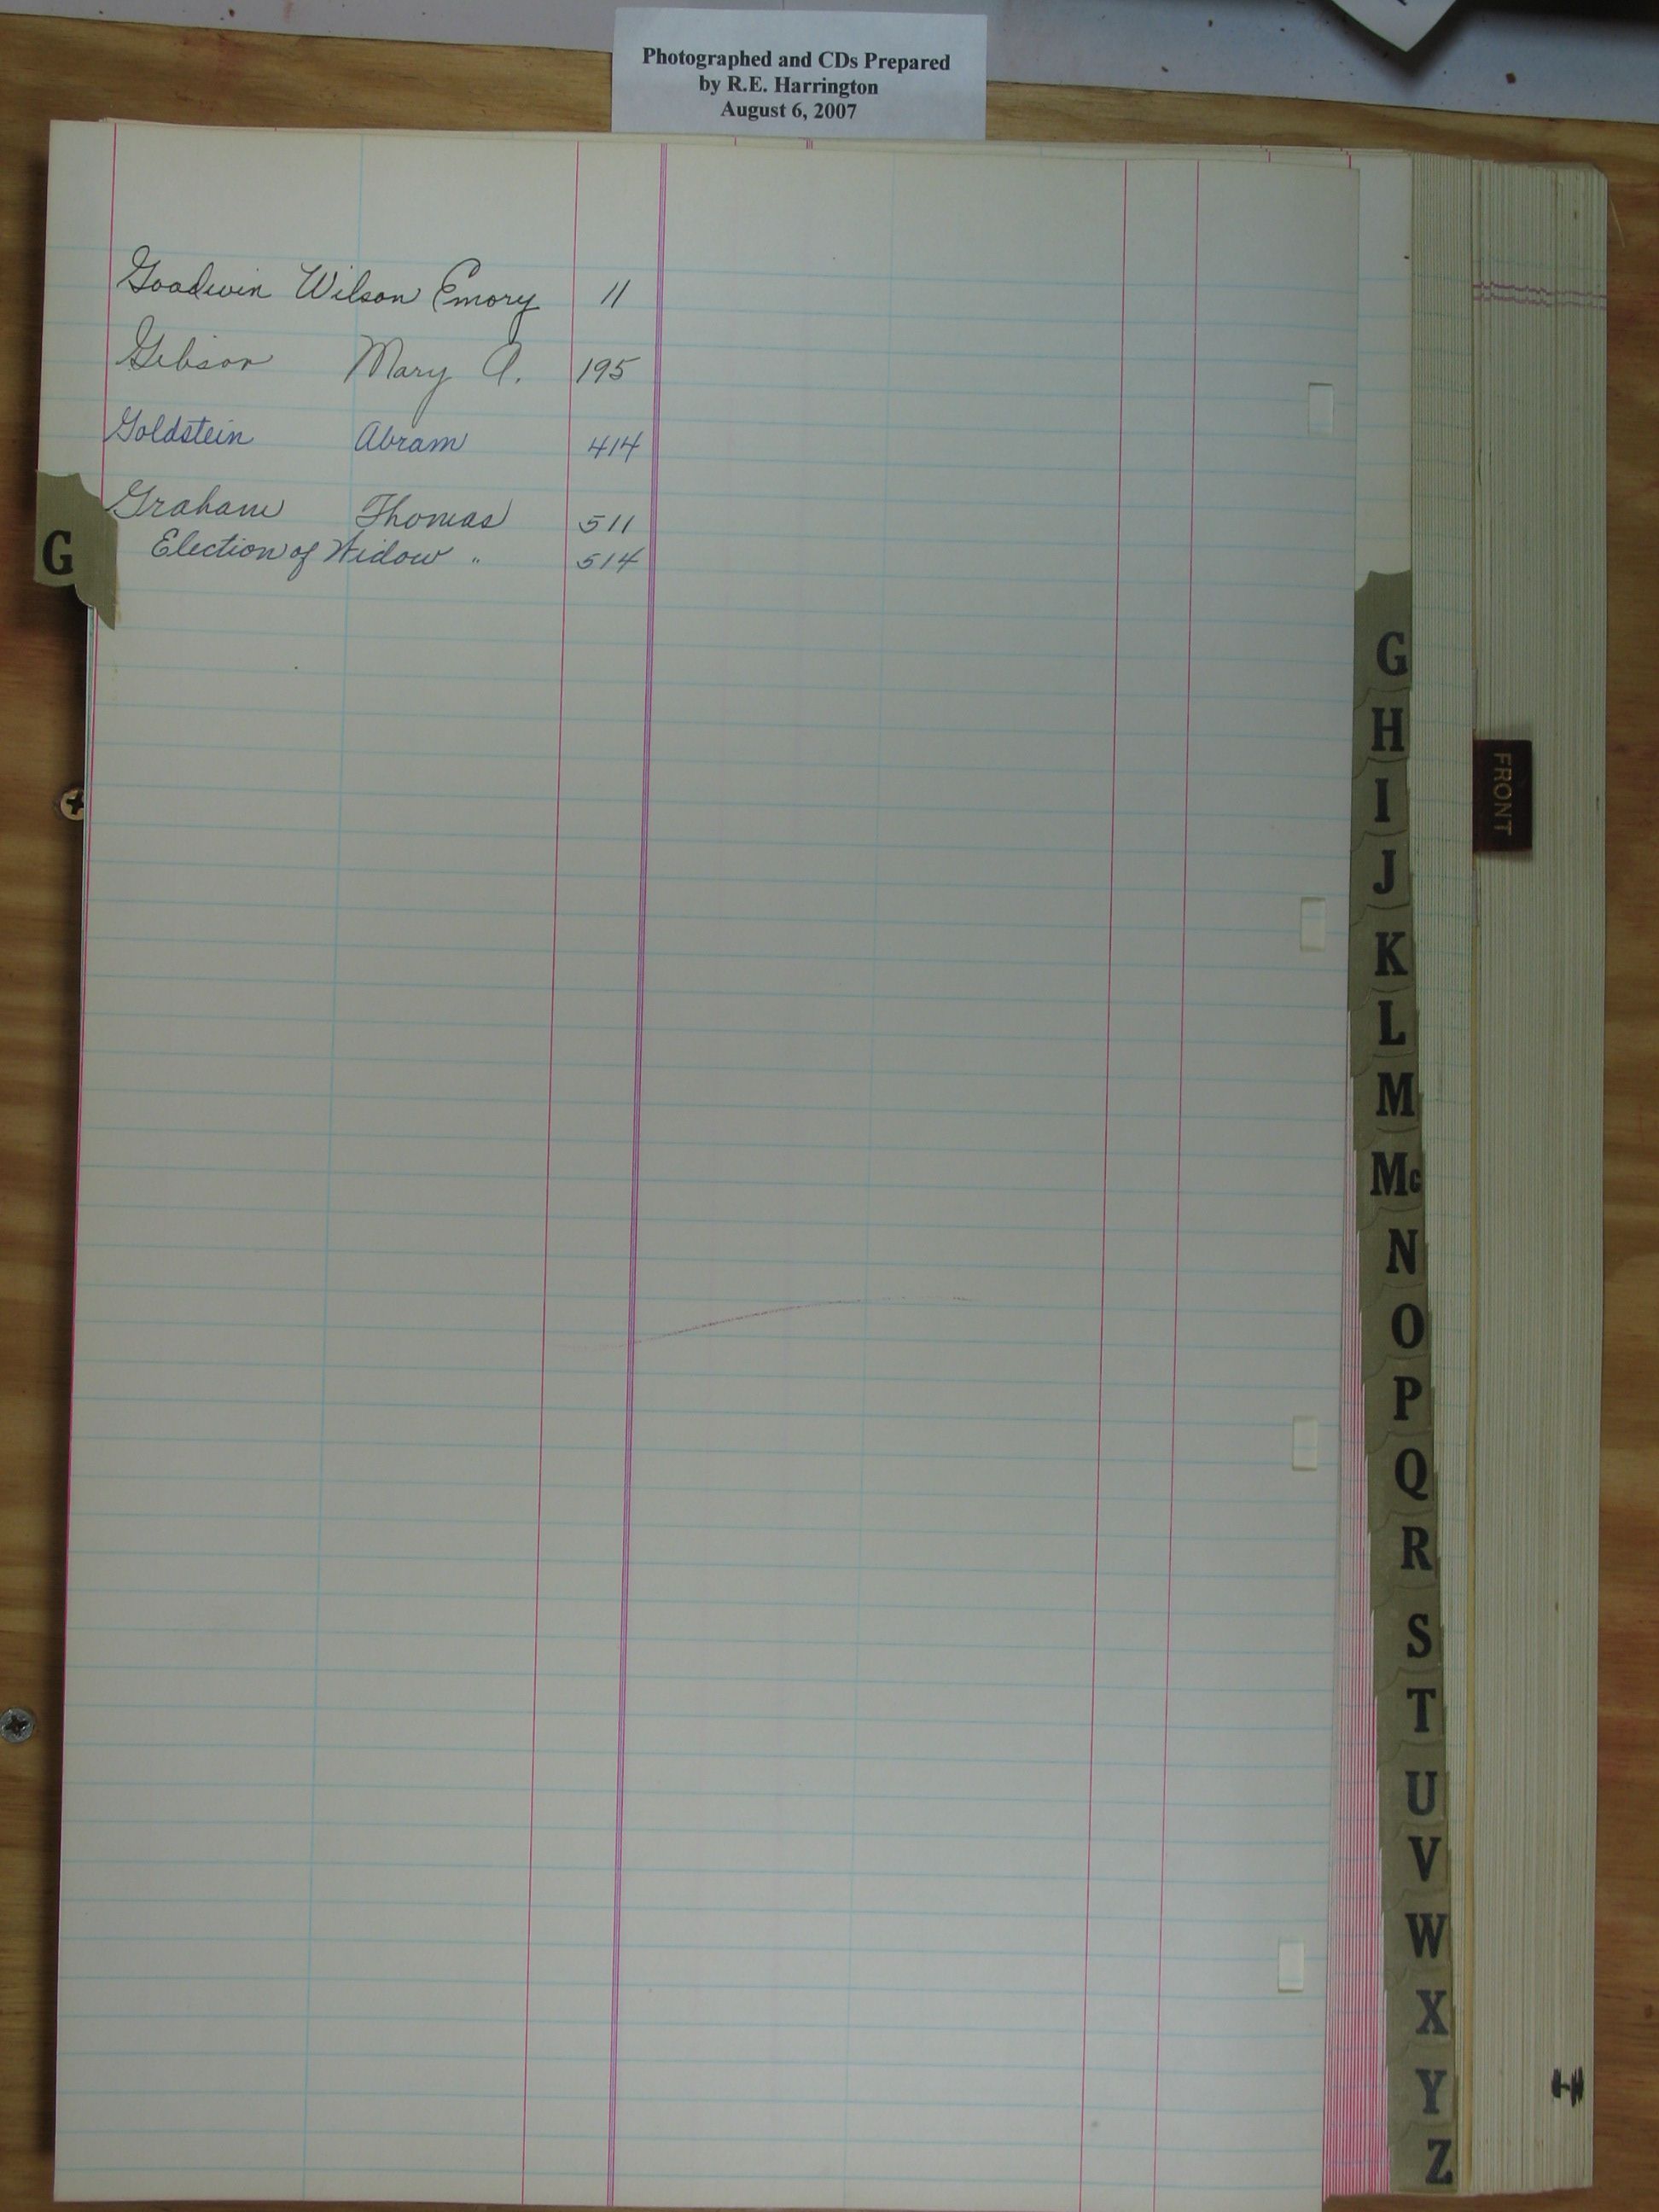 Photographed and CDs Prepared
by R.E. Harrington
August 6, 2007
Goodwin Wilson Emory 11
Gibson Mary A. 195
Goldstein Abram 414
Graham Thomas 511
Election of Widow " 514
G
G
H
I
J
K
L
M
Mc
N
O
P
Q
R
S
T
U
V
W
X
Y
Z
FRONT